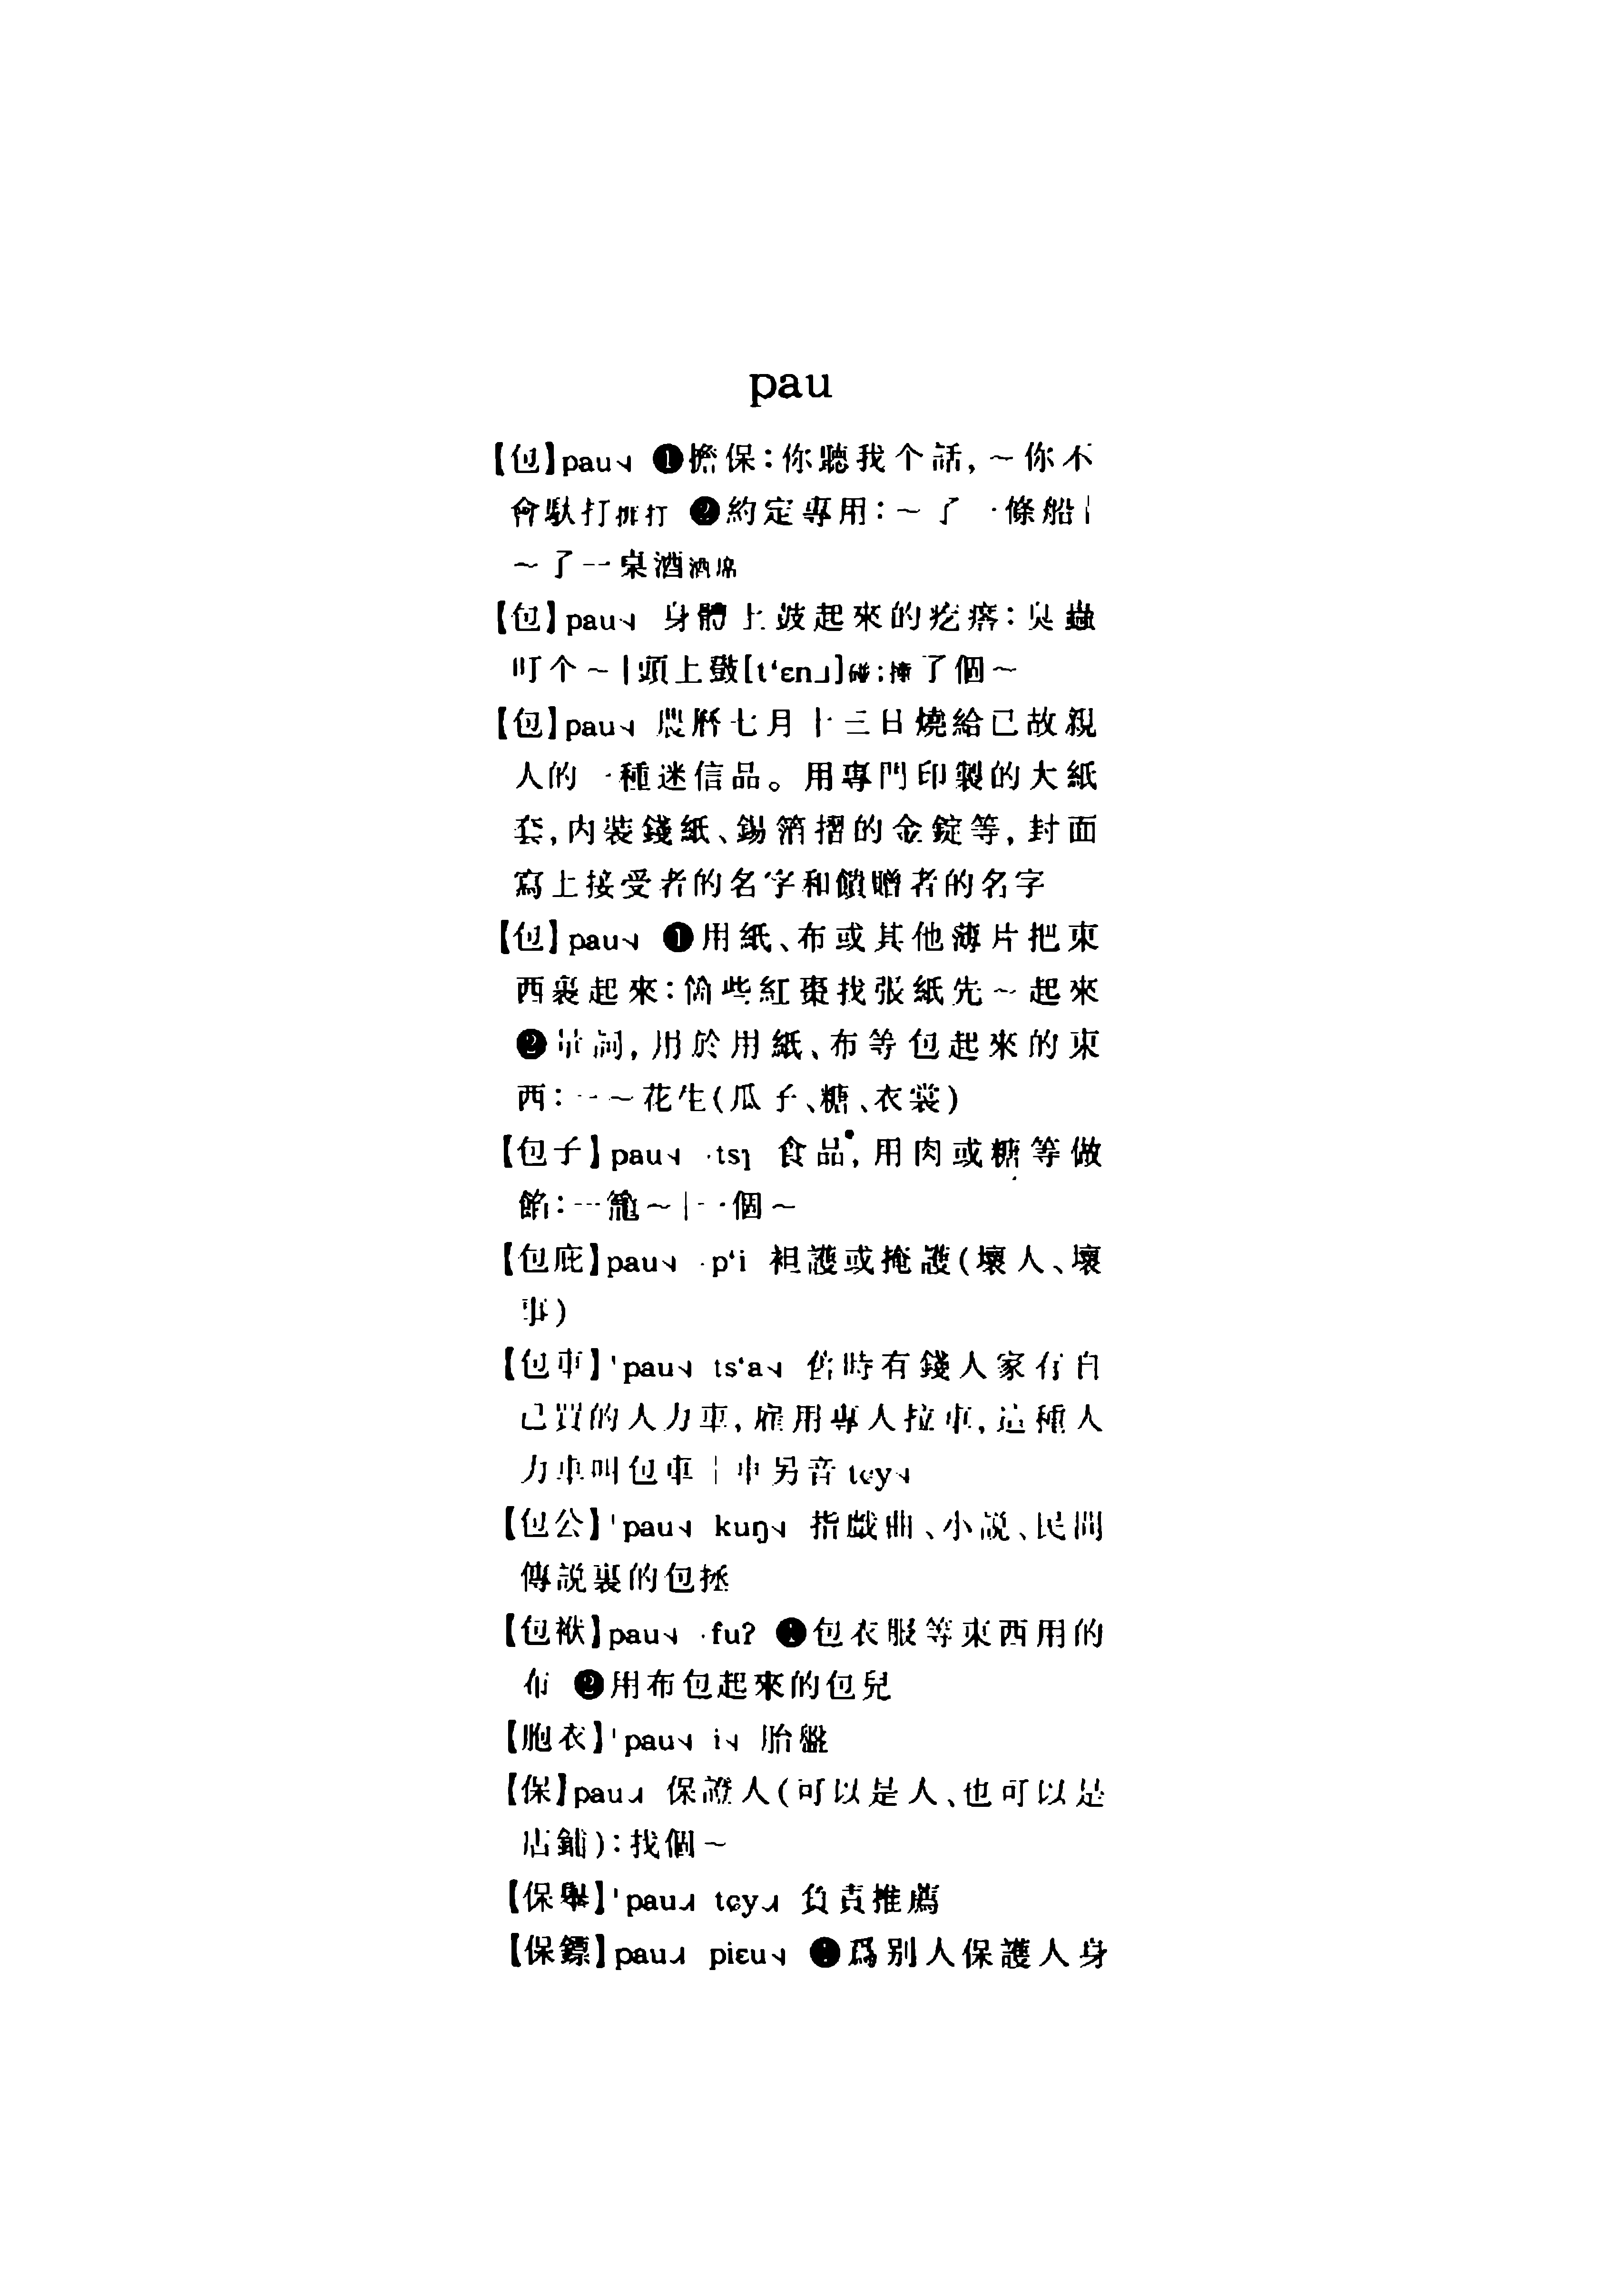 pau
【包】pau˧˩ ❶擔保：你聽我个話，～你不
會馱打挨打 ❷約定專用：～了一條船｜
～了一桌酒酒席
【包】pau˧˩ 身體上鼓起來的疙瘩：臭蟲
叮个～｜頭上[tʻɛn˩]碰；撞了個～
【包】pau˧˩ 農曆七月十三日燒給已故親
人的一種迷信品。用專門印製的大紙
套，内裝錢紙、錫箔摺的金錠等，封面
寫上接受者的名字和饋贈者的名字
【包】pau˧˩ ❶用紙、布或其他薄片把東
西裹起來：箇些紅棗找張紙先～起來
❷量詞，用於用紙、布等包起來的東
西：一～花生（瓜子、糖、衣裳）
【包子】pau˧˩ ·tsɿ 食品，用肉或糖等做
餡：一籠～｜一個～
【包庇】pau˧˩ ·pʻi 袒護或掩護（壞人、壞
事）
【包車】ˈpau˧˩ tsʻa˧˩ 舊時有錢人家有自
己買的人力車，雇用專人拉車，這種人
力車叫包車｜車另音 tɕy˧˩
【包公】ˈpau˧˩ kuŋ˧˩ 指戲曲、小説、民間
傳説裏的包拯
【包袱】pau˧˩ ·fuʔ ❶包衣服等東西用的
布 ❷用布包起來的包兒
【胞衣】ˈpau˧˩ i˧˩ 胎盤
【保】pau˨˩˧ 保證人（可以是人、也可以是
店鋪）：找個～
【保舉】ˈpau˨˩˧ tɕy˨˩˧ 負責推薦
【保鏢】pau˨˩˧ piɛu˧˩ ❶爲别人保護人身